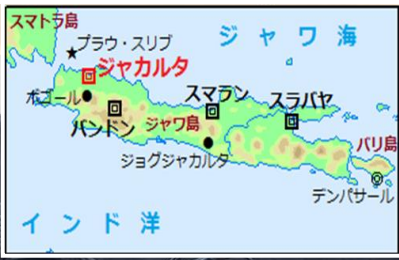 スマトラ島
プラウ・スリブ
ジャワ海
ジャカルタ
ボゴール
スマラン
スラバヤ
バンドン
ジャワ島
バリ島
ジョグジャカルタ
デンパサール
インド洋